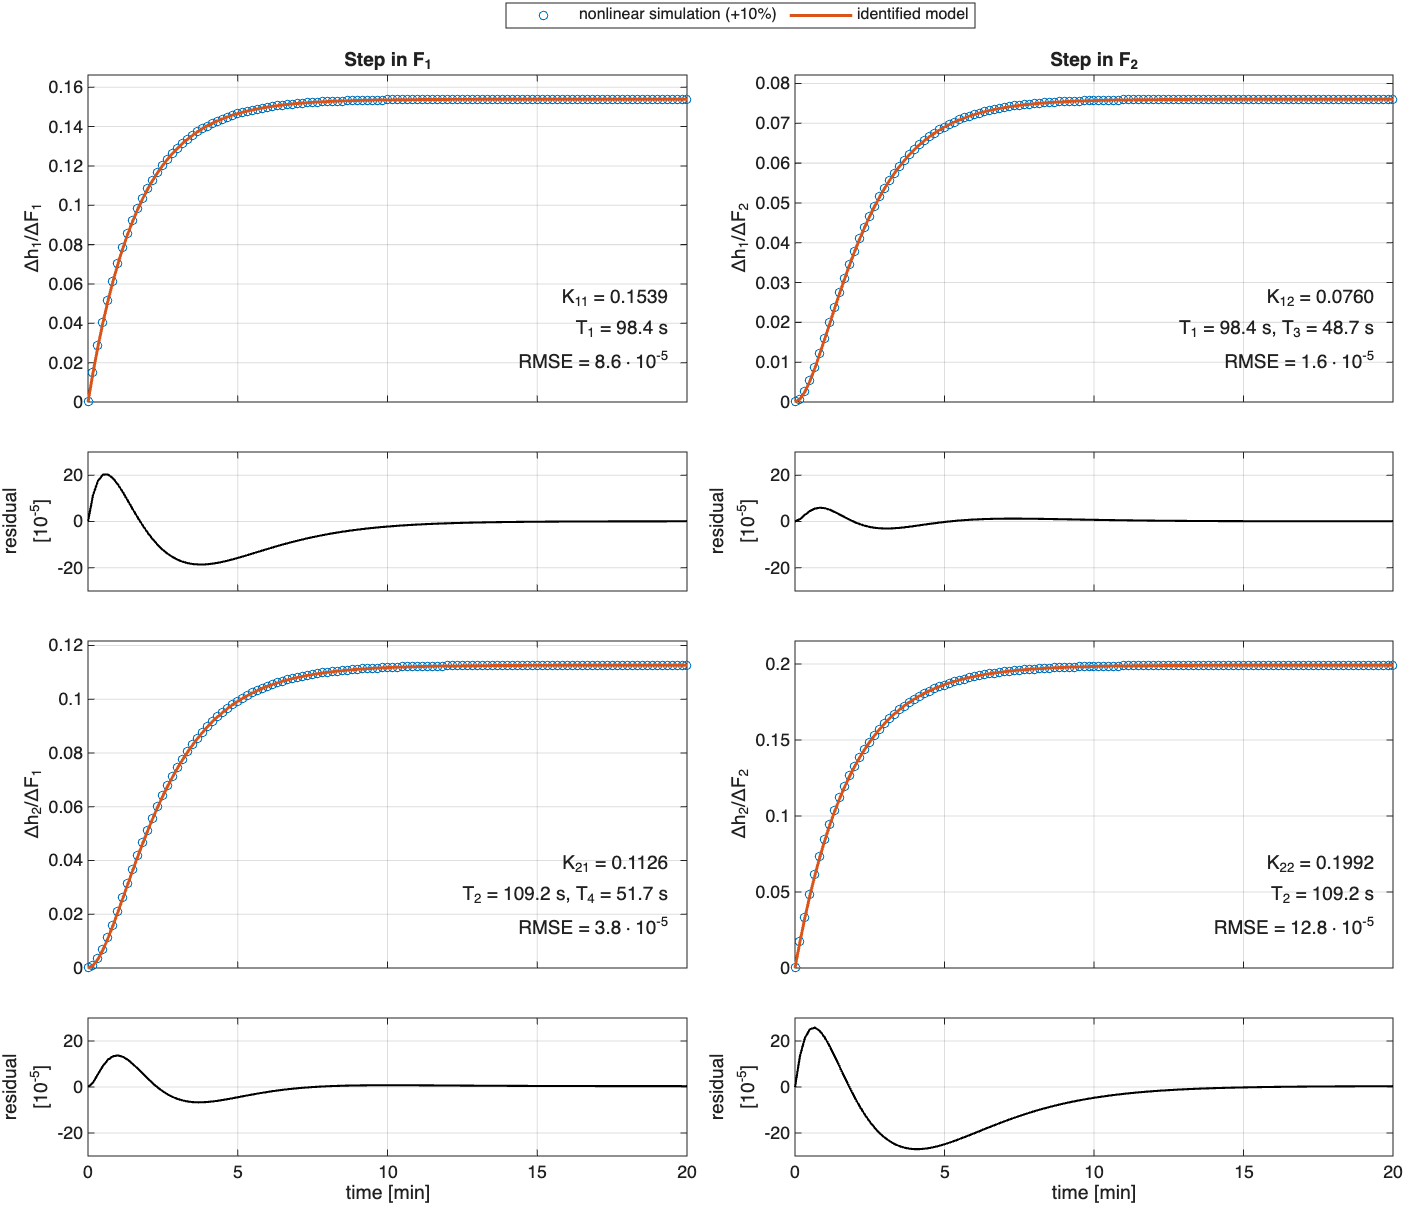 nonlinear simulation (+10%) identified model
Step in F₁
0.16
0.14
0.12
0.1
0.08
0.06
0.04
0.02
0
Δh₁/ΔF₁
K₁₁ = 0.1539
T₁ = 98.4 s
RMSE = 8.6 · 10⁻⁵
Step in F₂
0.08
0.07
0.06
0.05
0.04
0.03
0.02
0.01
0
Δh₁/ΔF₂
K₁₂ = 0.0760
T₁ = 98.4 s, T₃ = 48.7 s
RMSE = 1.6 · 10⁻⁵
20
0
-20
residual
[10⁻⁵]
20
0
-20
residual
[10⁻⁵]
0.12
0.1
0.08
0.06
0.04
0.02
0
Δh₂/ΔF₁
K₂₁ = 0.1126
T₂ = 109.2 s, T₄ = 51.7 s
RMSE = 3.8 · 10⁻⁵
0.2
0.15
0.1
0.05
0
Δh₂/ΔF₂
K₂₂ = 0.1992
T₂ = 109.2 s
RMSE = 12.8 · 10⁻⁵
20
0
-20
residual
[10⁻⁵]
0 5 10 15 20
time [min]
20
0
-20
residual
[10⁻⁵]
0 5 10 15 20
time [min]